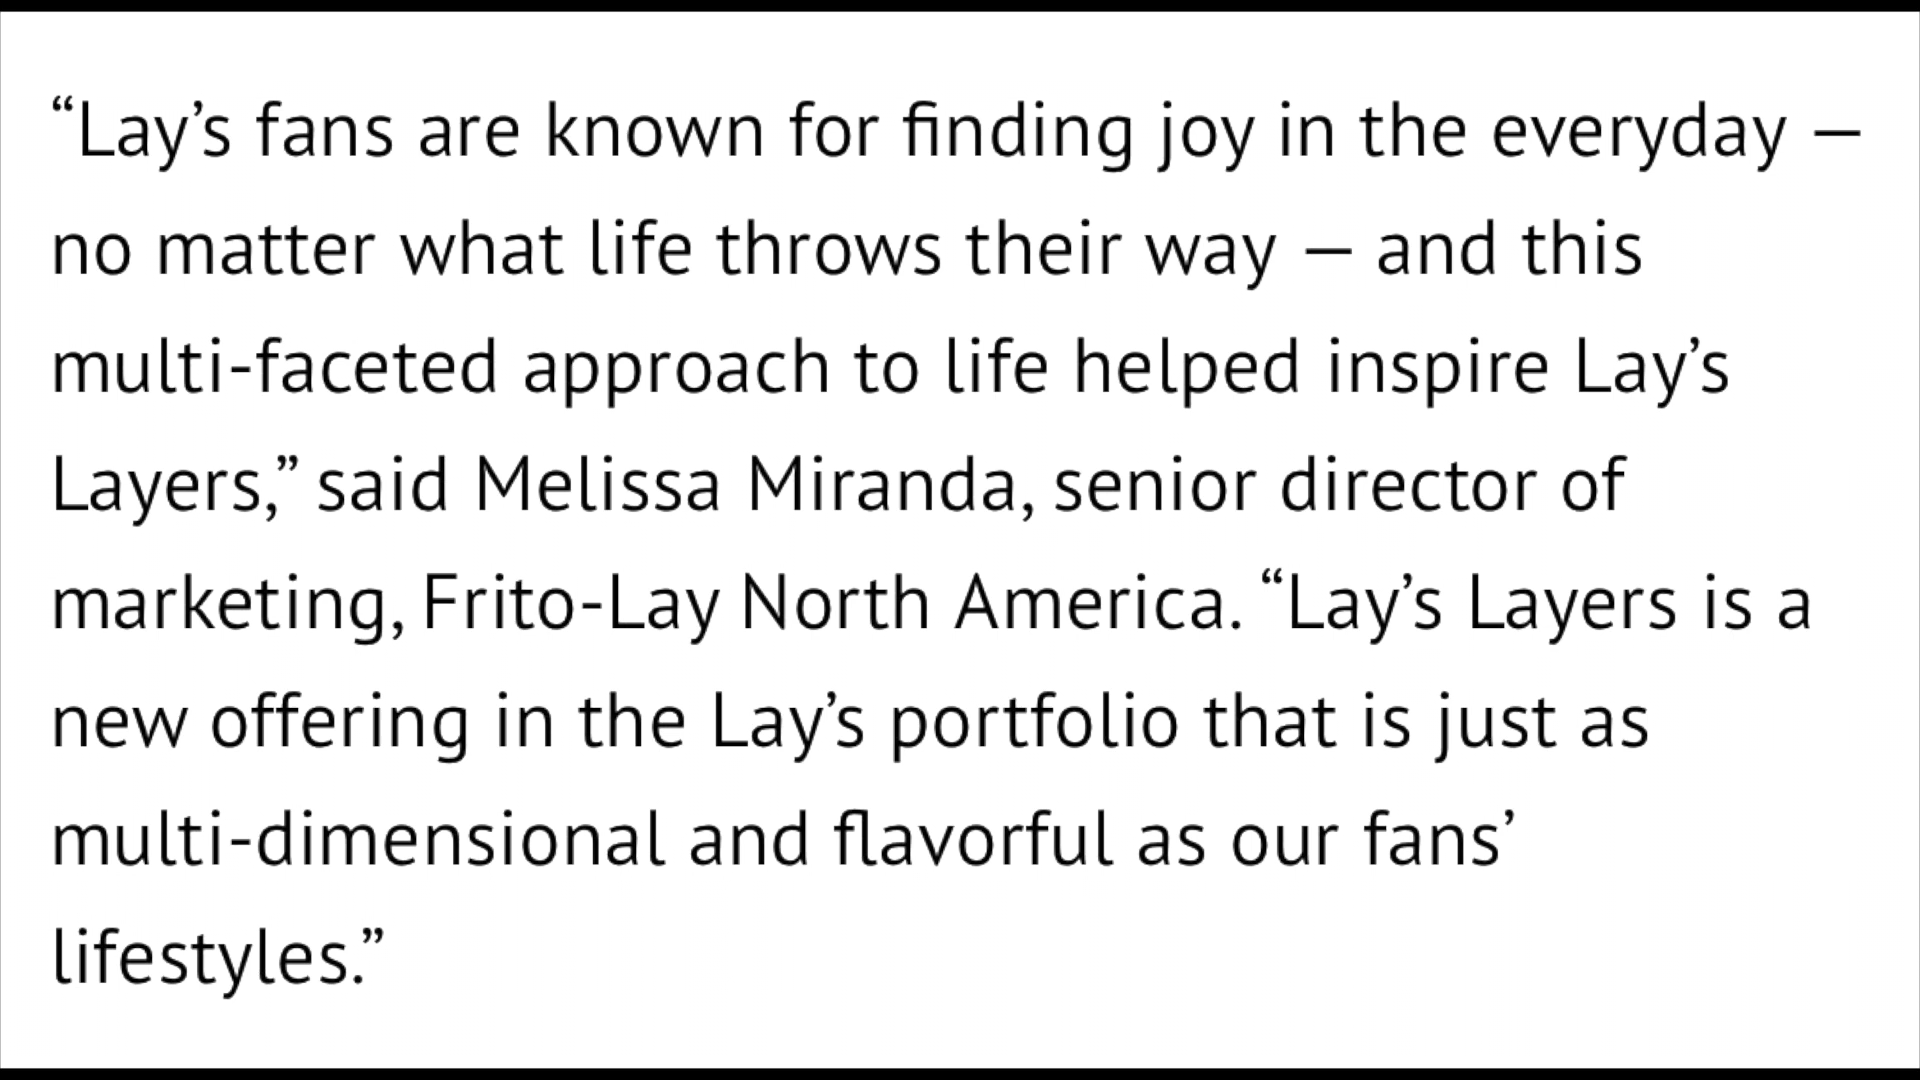 “Lay’s fans are known for finding joy in the everyday —
no matter what life throws their way — and this
multi-faceted approach to life helped inspire Lay’s
Layers,” said Melissa Miranda, senior director of
marketing, Frito-Lay North America. “Lay’s Layers is a
new offering in the Lay’s portfolio that is just as
multi-dimensional and flavorful as our fans’
lifestyles.”